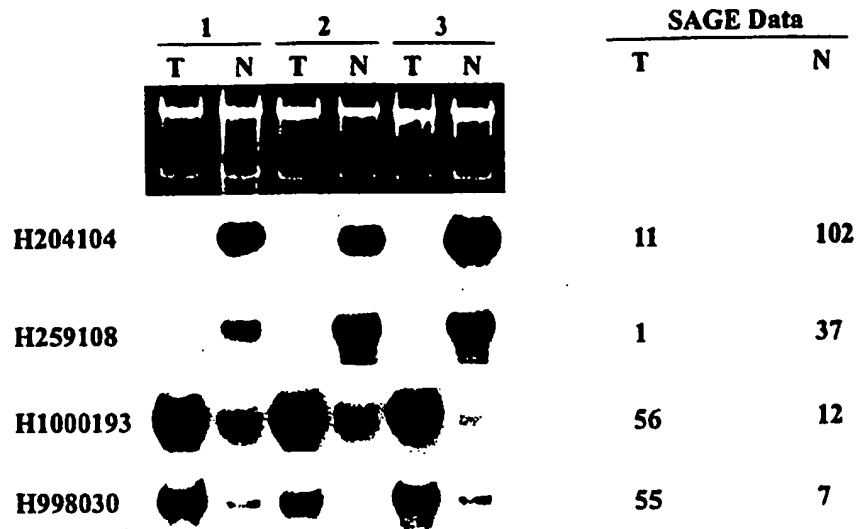 1 2 3 SAGE Data
T N T N T N T N
H204104 11 102
H259108 1 37
H1000193 56 12
H998030 55 7